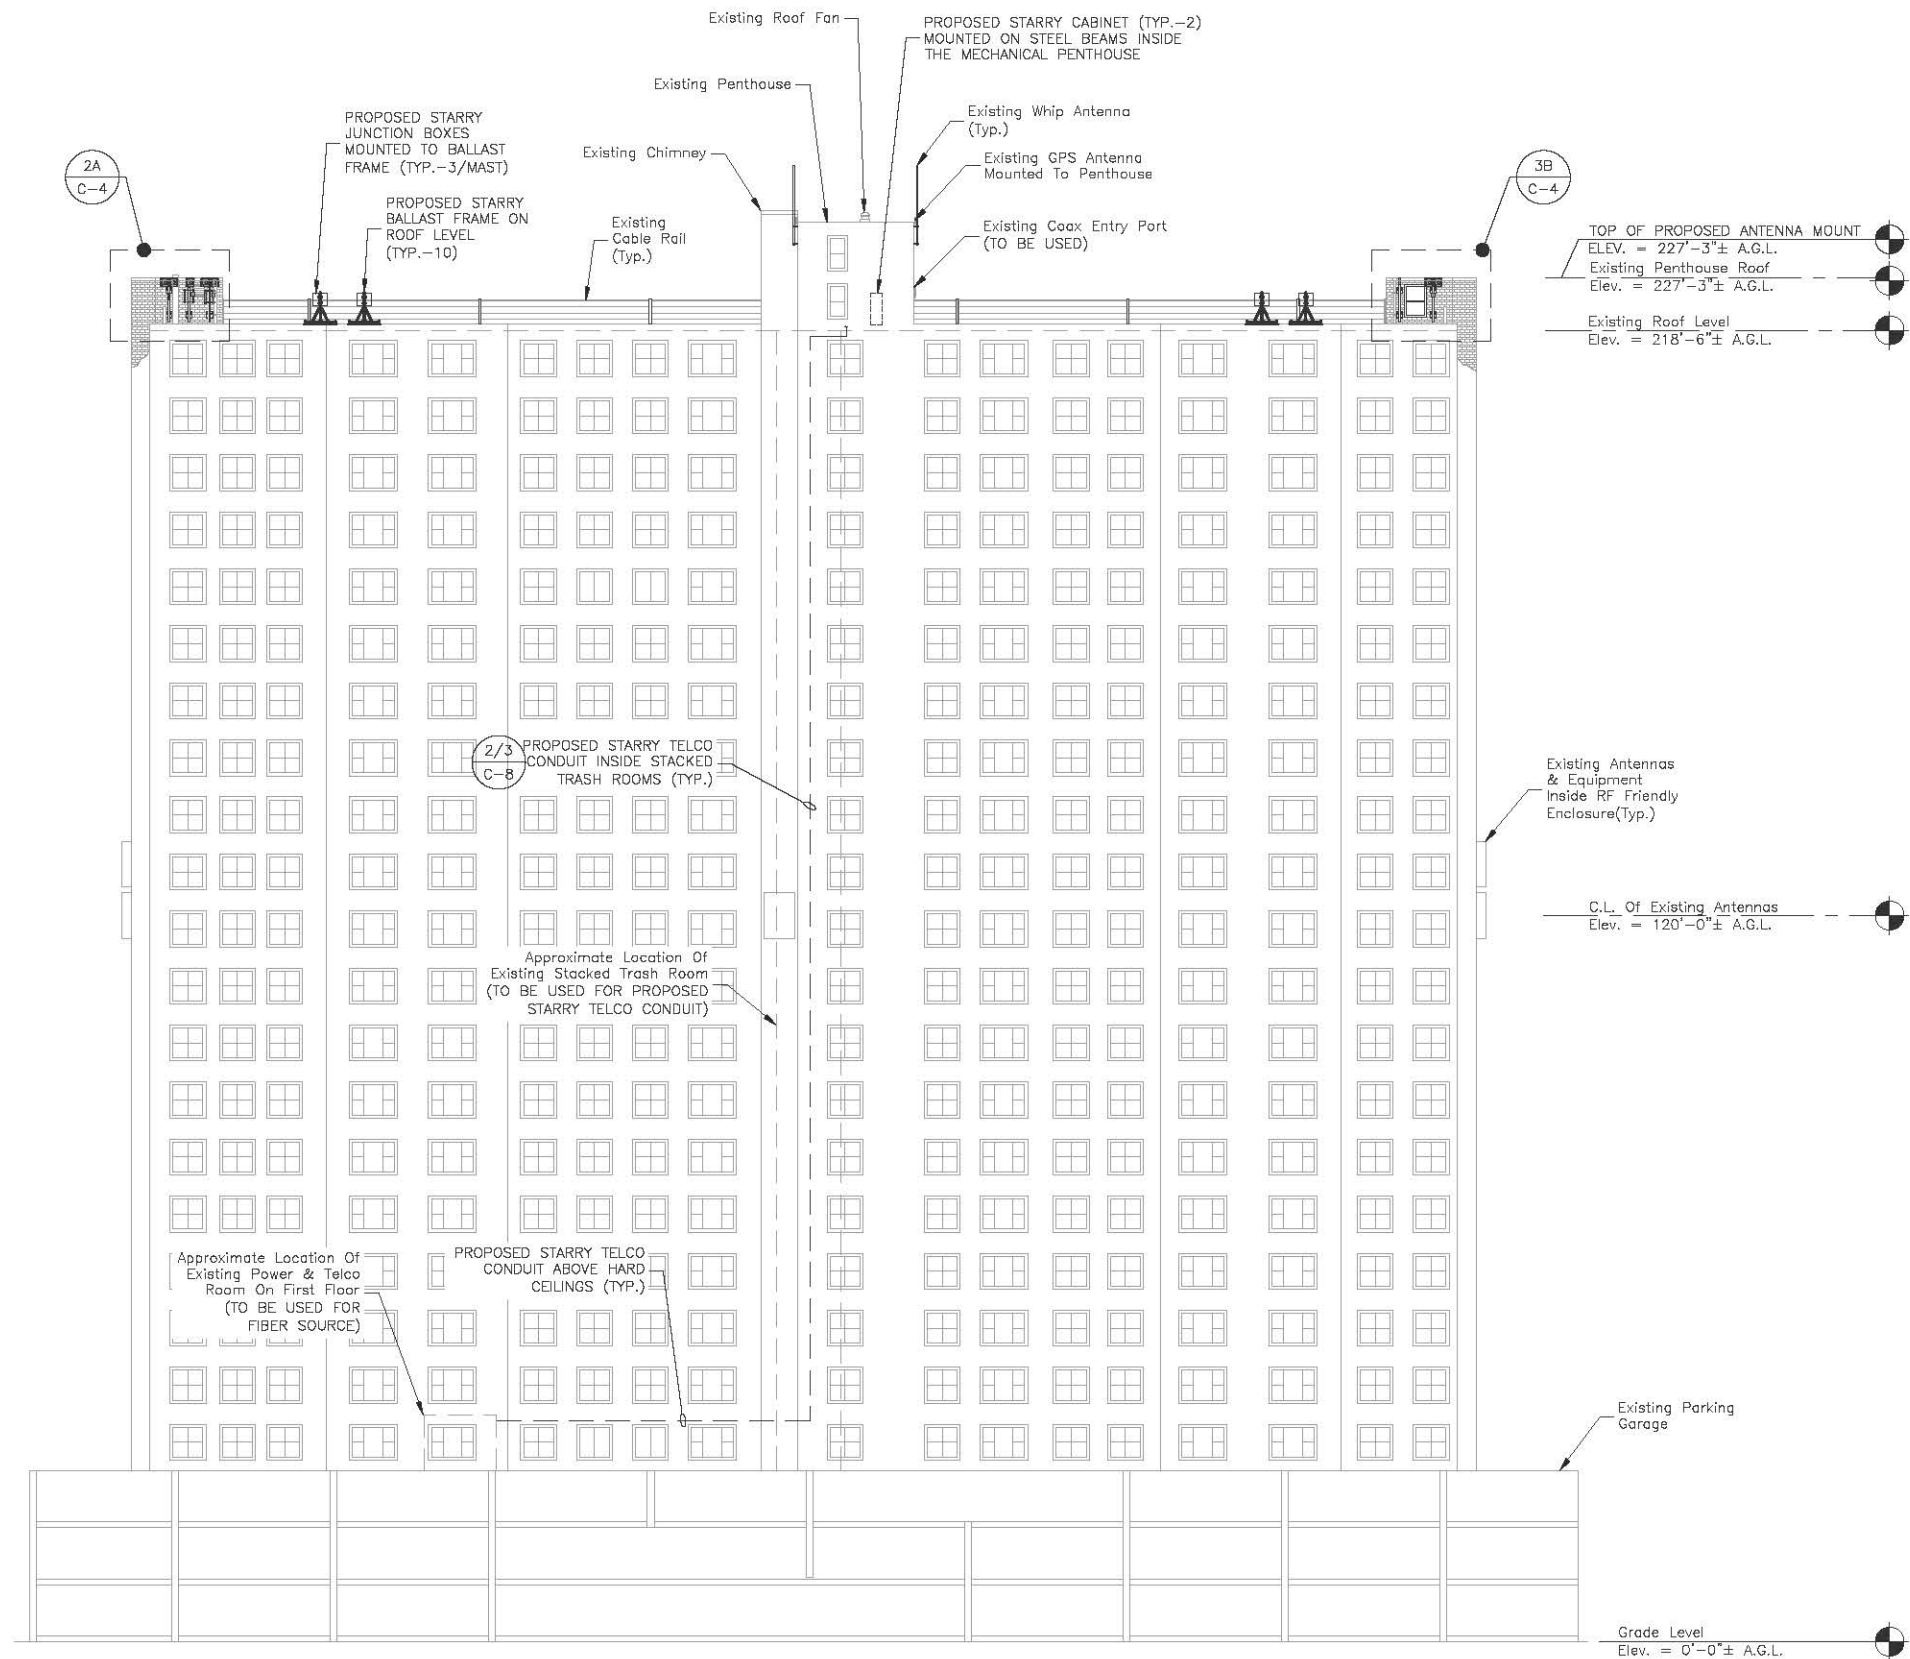 Existing Roof Fan
PROPOSED STARRY CABINET (TYP.-2)
MOUNTED ON STEEL BEAMS INSIDE
THE MECHANICAL PENTHOUSE
Existing Penthouse
PROPOSED STARRY
JUNCTION BOXES
MOUNTED TO BALLAST
FRAME (TYP.-3/MAST)
Existing Whip Antenna
(Typ.)
Existing Chimney
Existing GPS Antenna
Mounted To Penthouse
2A
C-4
3B
C-4
PROPOSED STARRY
BALLAST FRAME ON
ROOF LEVEL
(TYP.-10)
Existing
Cable Rail
(Typ.)
Existing Coax Entry Port
(TO BE USED)
TOP OF PROPOSED ANTENNA MOUNT
ELEV. = 227'-3"± A.G.L.
Existing Penthouse Roof
Elev. = 227'-3"± A.G.L.
Existing Roof Level
Elev. = 218'-6"± A.G.L.
2/3
C-8
PROPOSED STARRY TELCO
CONDUIT INSIDE STACKED
TRASH ROOMS (TYP.)
Existing Antennas
& Equipment
Inside RF Friendly
Enclosure(Typ.)
C.L. Of Existing Antennas
Elev. = 120'-0"± A.G.L.
Approximate Location Of
Existing Stacked Trash Room
(TO BE USED FOR PROPOSED
STARRY TELCO CONDUIT)
Approximate Location Of
Existing Power & Telco
Room On First Floor
(TO BE USED FOR
FIBER SOURCE)
PROPOSED STARRY TELCO
CONDUIT ABOVE HARD
CEILINGS (TYP.)
Existing Parking
Garage
Grade Level
Elev. = 0'-0"± A.G.L.